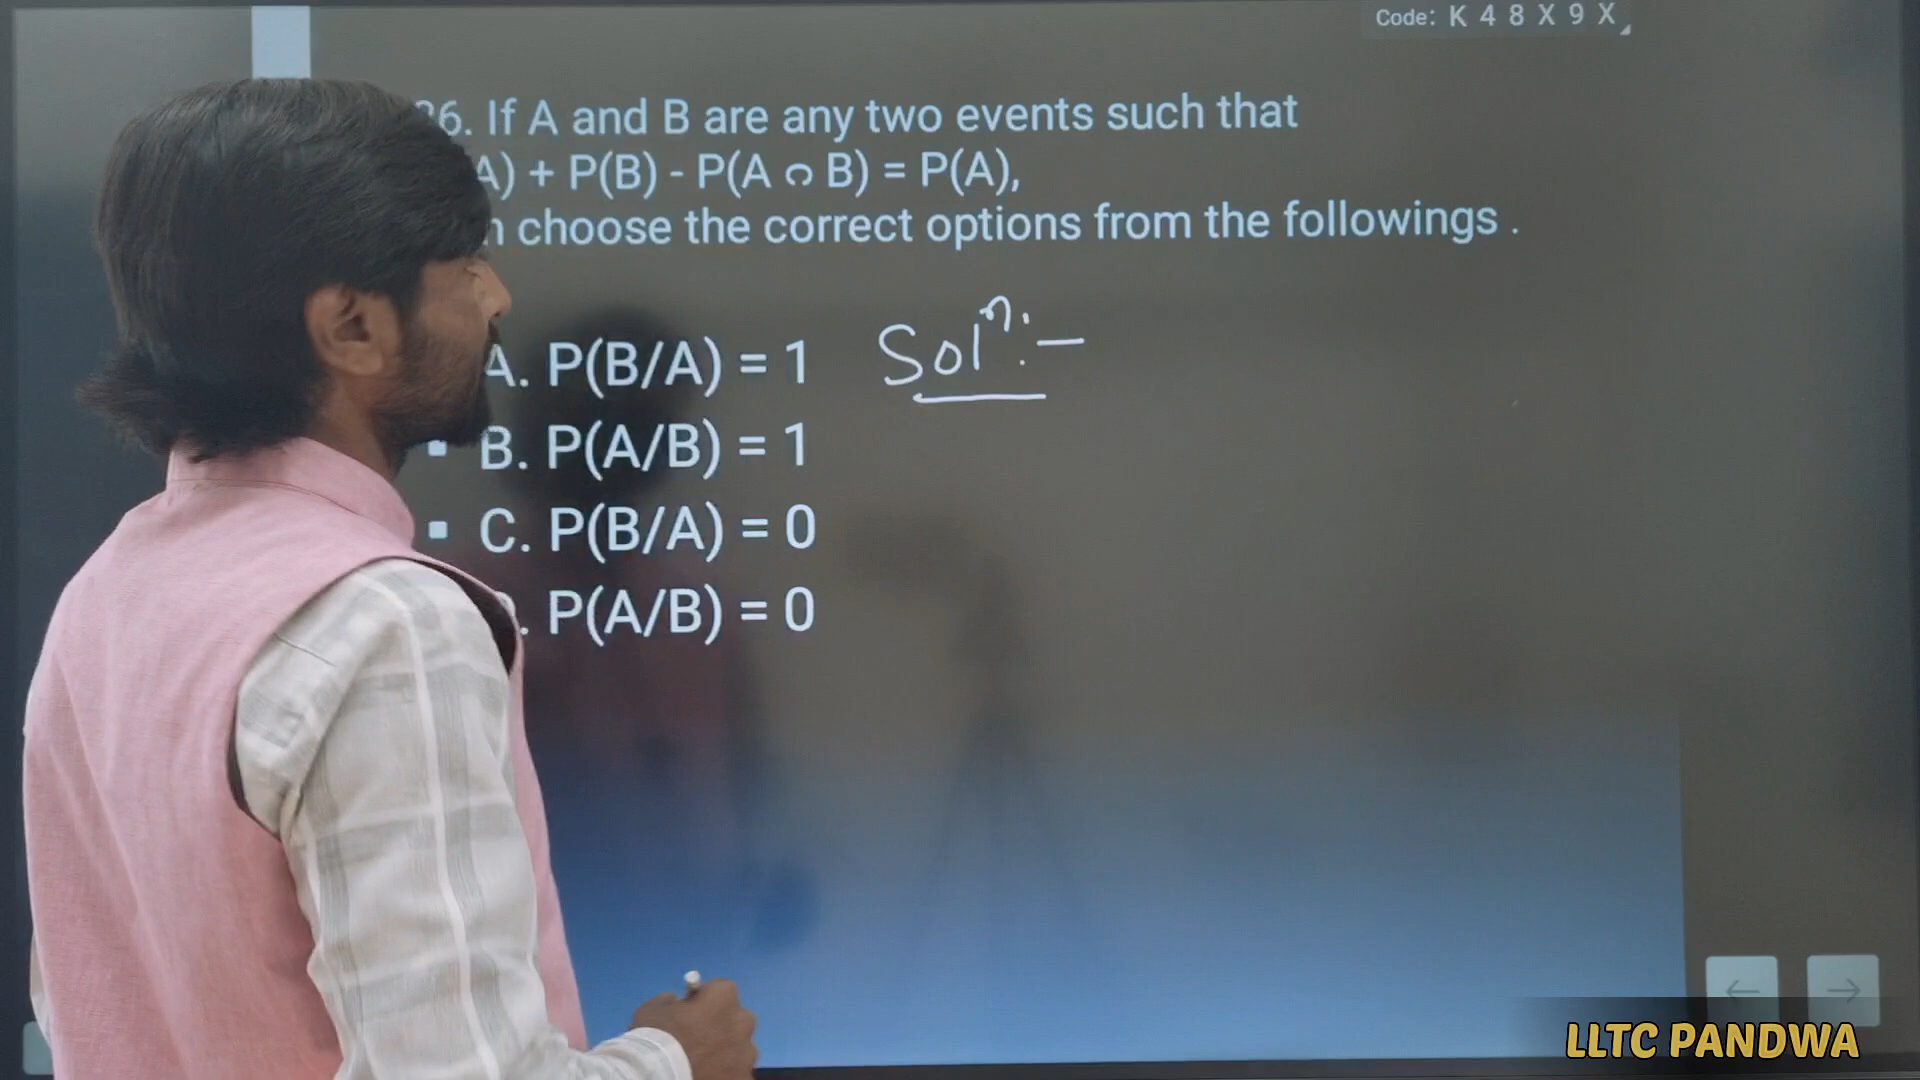 Code: K 4 8 X 9 X
6. If A and B are any two events such that
A) + P(B) - P(A ∩ B) = P(A),
choose the correct options from the followings .
A. P(B/A) = 1
Solⁿ:-
B. P(A/B) = 1
C. P(B/A) = 0
. P(A/B) = 0
LLTC PANDWA